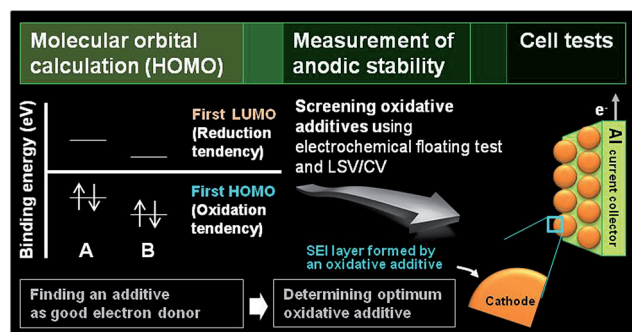 Molecular orbital
calculation (HOMO)
Measurement of
anodic stability
Cell tests
Binding energy (eV)
First LUMO
(Reduction
tendency)
First HOMO
(Oxidation
tendency)
A
B
Screening oxidative
additives using
electrochemical floating test
and LSV/CV
e-
Al current collector
SEI layer formed by
an oxidative additive
Cathode
Finding an additive
as good electron donor
Determining optimum
oxidative additive